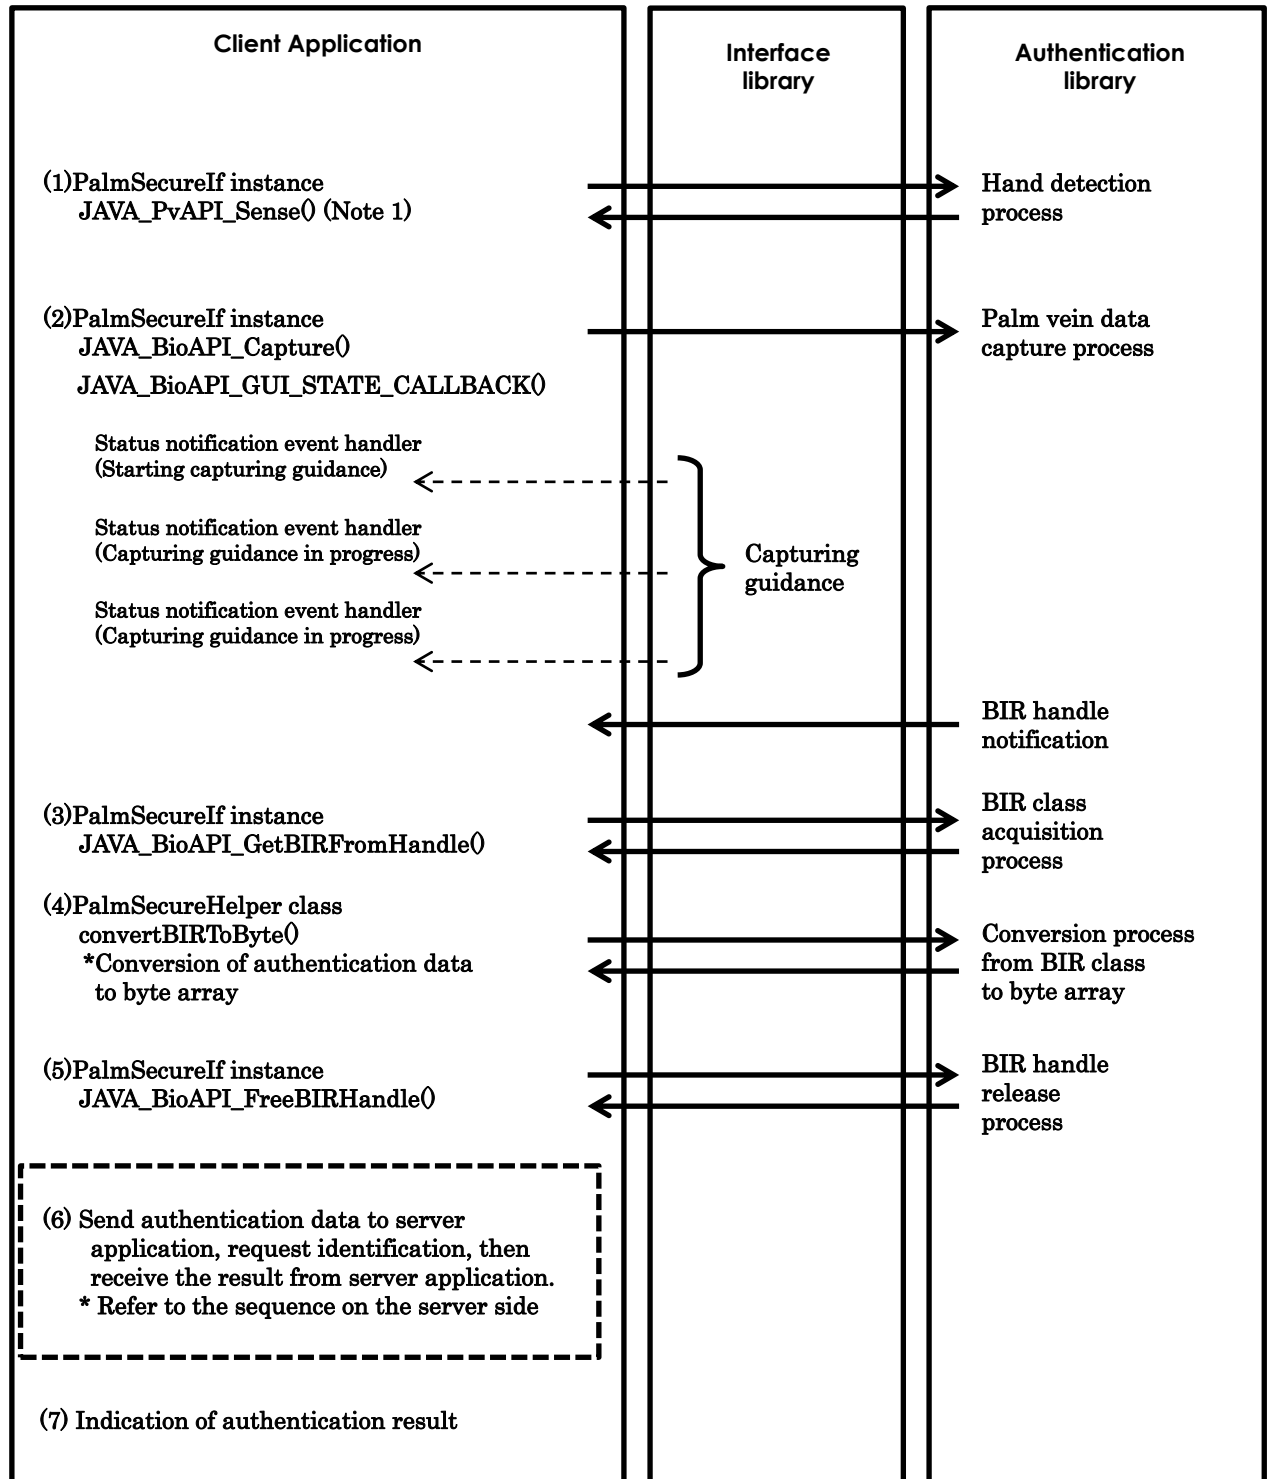 Client Application
Interface
library
Authentication
library
(1)PalmSecureIf instance
JAVA_PvAPI_Sense() (Note 1)
Hand detection
process
(2)PalmSecureIf instance
JAVA_BioAPI_Capture()
JAVA_BioAPI_GUI_STATE_CALLBACK()
Palm vein data
capture process
Status notification event handler
(Starting capturing guidance)
Status notification event handler
(Capturing guidance in progress)
Status notification event handler
(Capturing guidance in progress)
Capturing
guidance
BIR handle
notification
(3)PalmSecureIf instance
JAVA_BioAPI_GetBIRFromHandle()
BIR class
acquisition
process
(4)PalmSecureHelper class
convertBIRToByte()
*Conversion of authentication data
to byte array
Conversion process
from BIR class
to byte array
(5)PalmSecureIf instance
JAVA_BioAPI_FreeBIRHandle()
BIR handle
release
process
(6) Send authentication data to server
application, request identification, then
receive the result from server application.
* Refer to the sequence on the server side
(7) Indication of authentication result